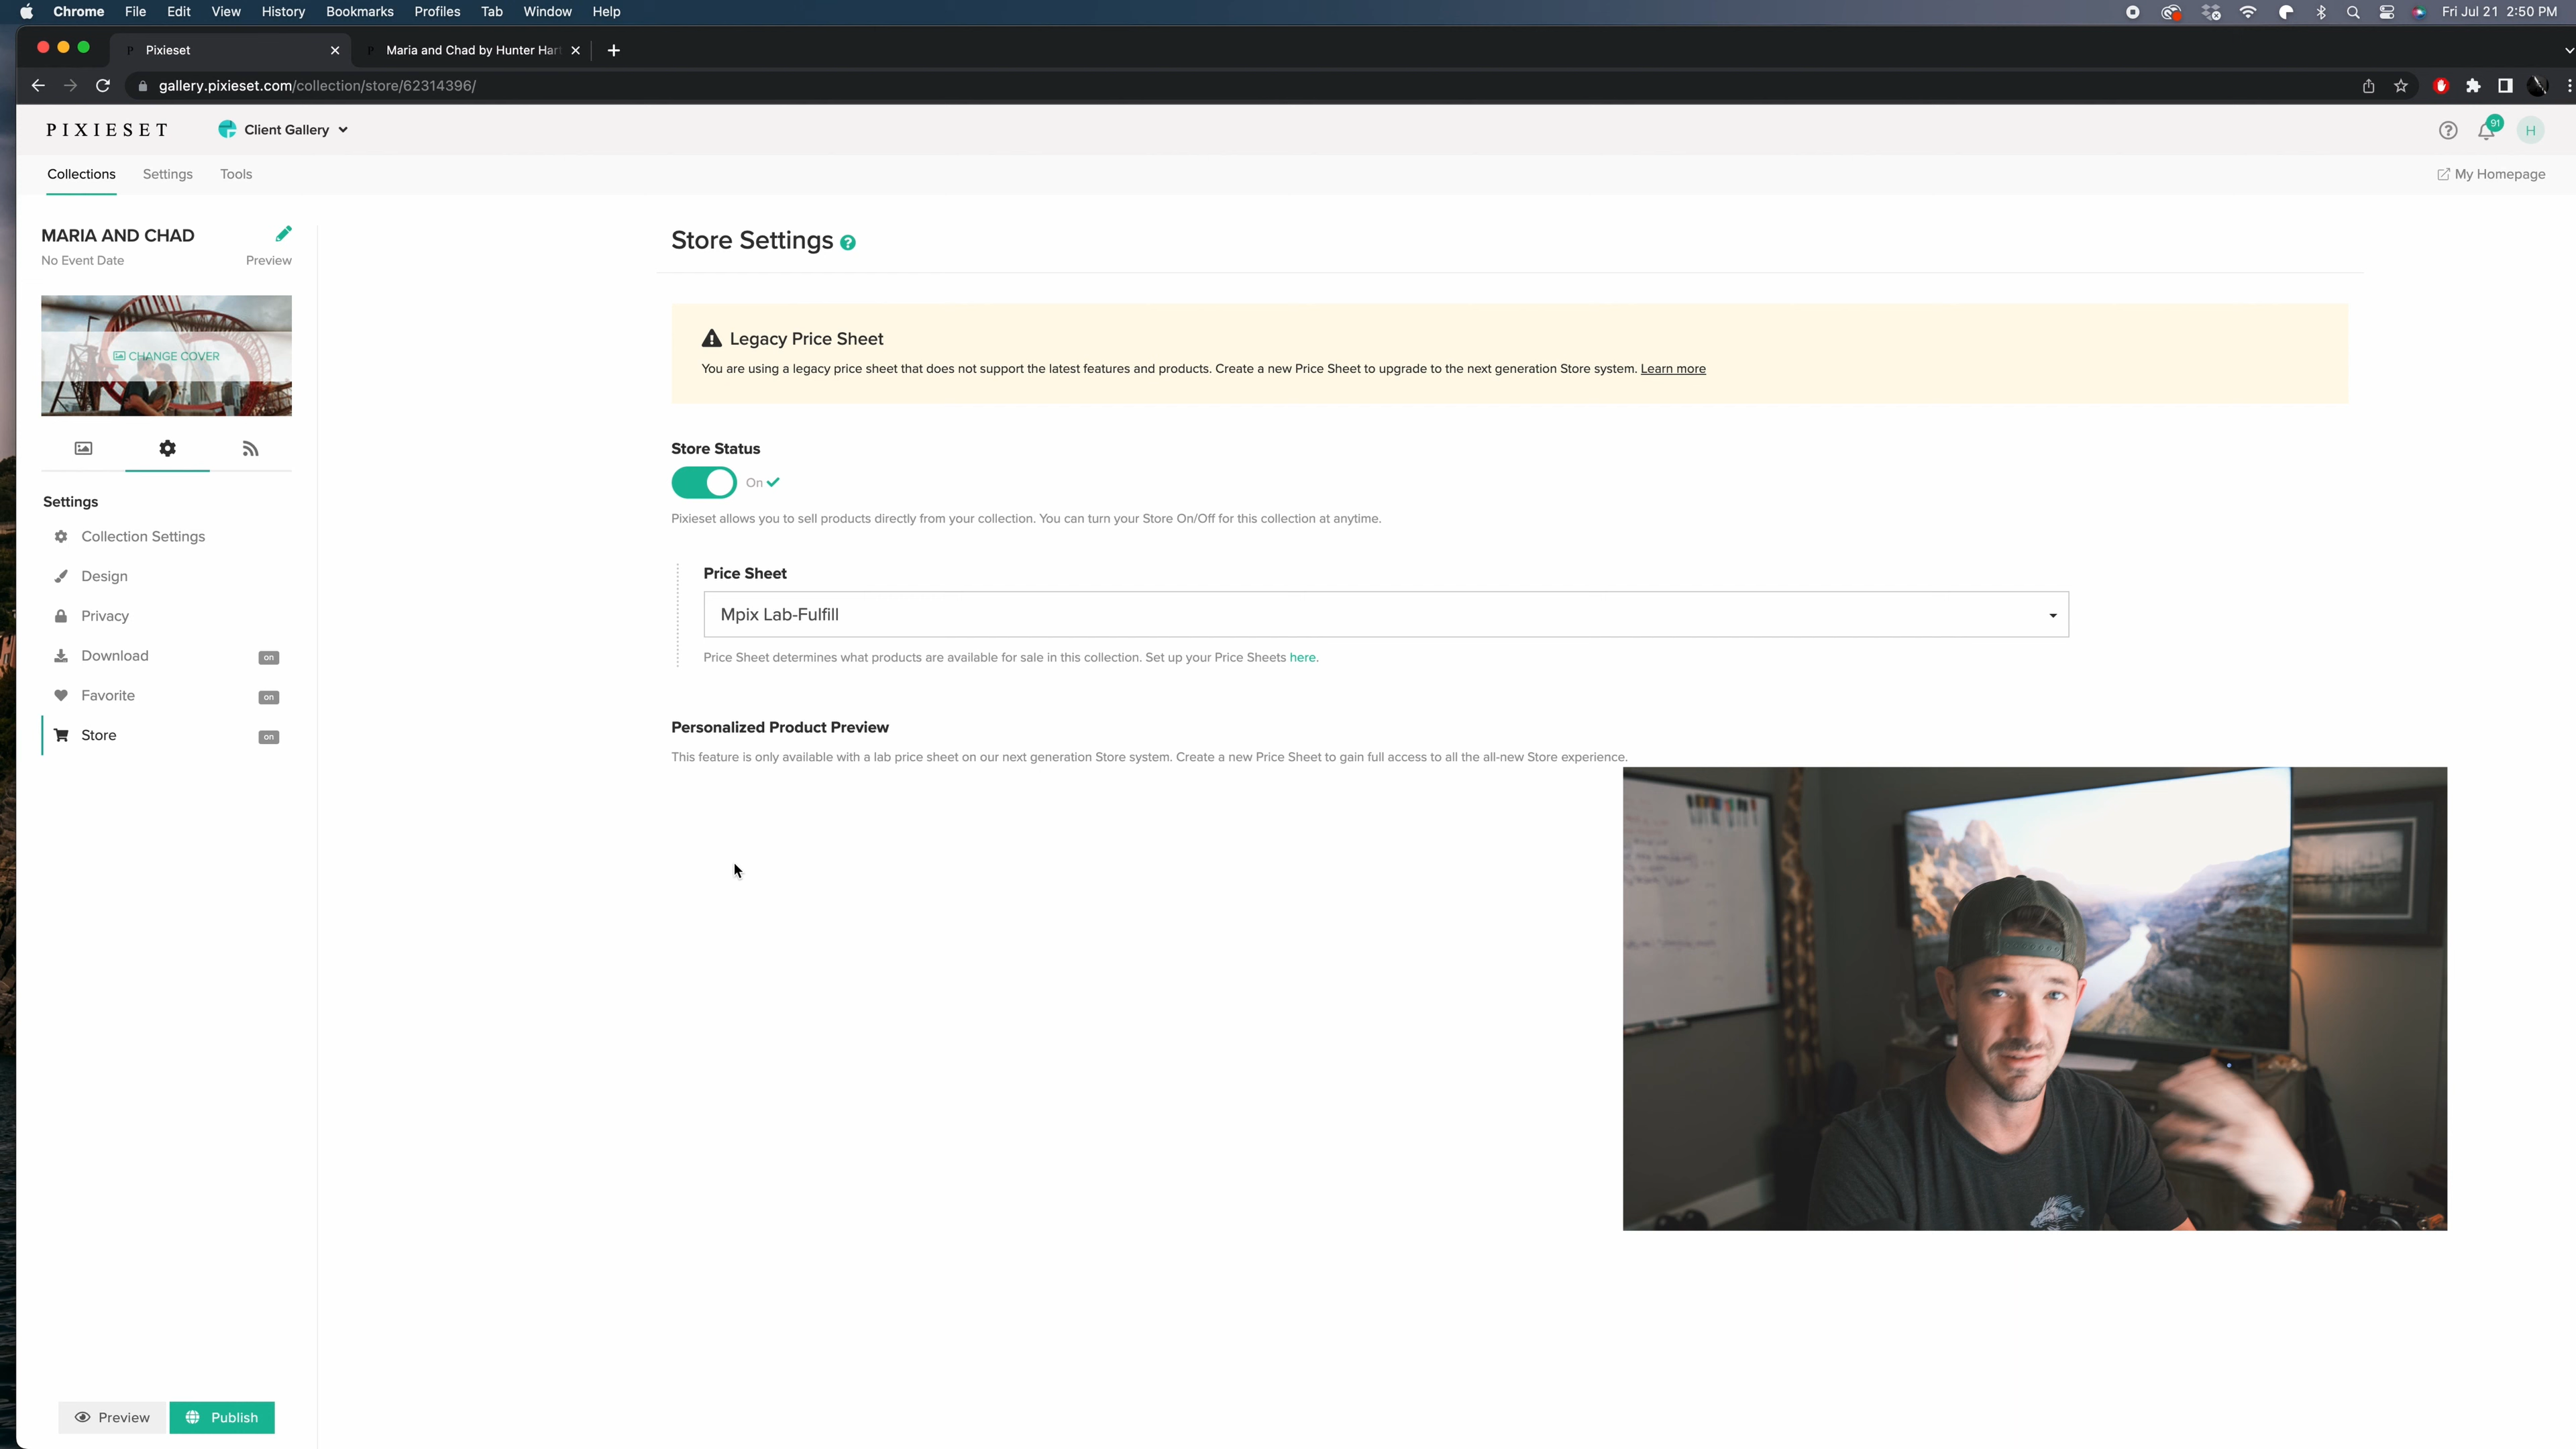 Chrome File Edit View History Bookmarks Profiles Tab Window Help Fri Jul 21 2:50 PM
Pixieset Maria and Chad by Hunter Har
gallery.pixieset.com/collection/store/62314396/
PIXIESET Client Gallery 91 H
Collections Settings Tools My Homepage
MARIA AND CHAD
No Event Date Preview
CHANGE COVER
Settings
Collection Settings
Design
Privacy
Download on
Favorite on
Store on
Preview Publish
Store Settings ?
Legacy Price Sheet
You are using a legacy price sheet that does not support the latest features and products. Create a new Price Sheet to upgrade to the next generation Store system. Learn more
Store Status
On
Pixieset allows you to sell products directly from your collection. You can turn your Store On/Off for this collection at anytime.
Price Sheet
Mpix Lab-Fulfill
Price Sheet determines what products are available for sale in this collection. Set up your Price Sheets here.
Personalized Product Preview
This feature is only available with a lab price sheet on our next generation Store system. Create a new Price Sheet to gain full access to all the all-new Store experience.